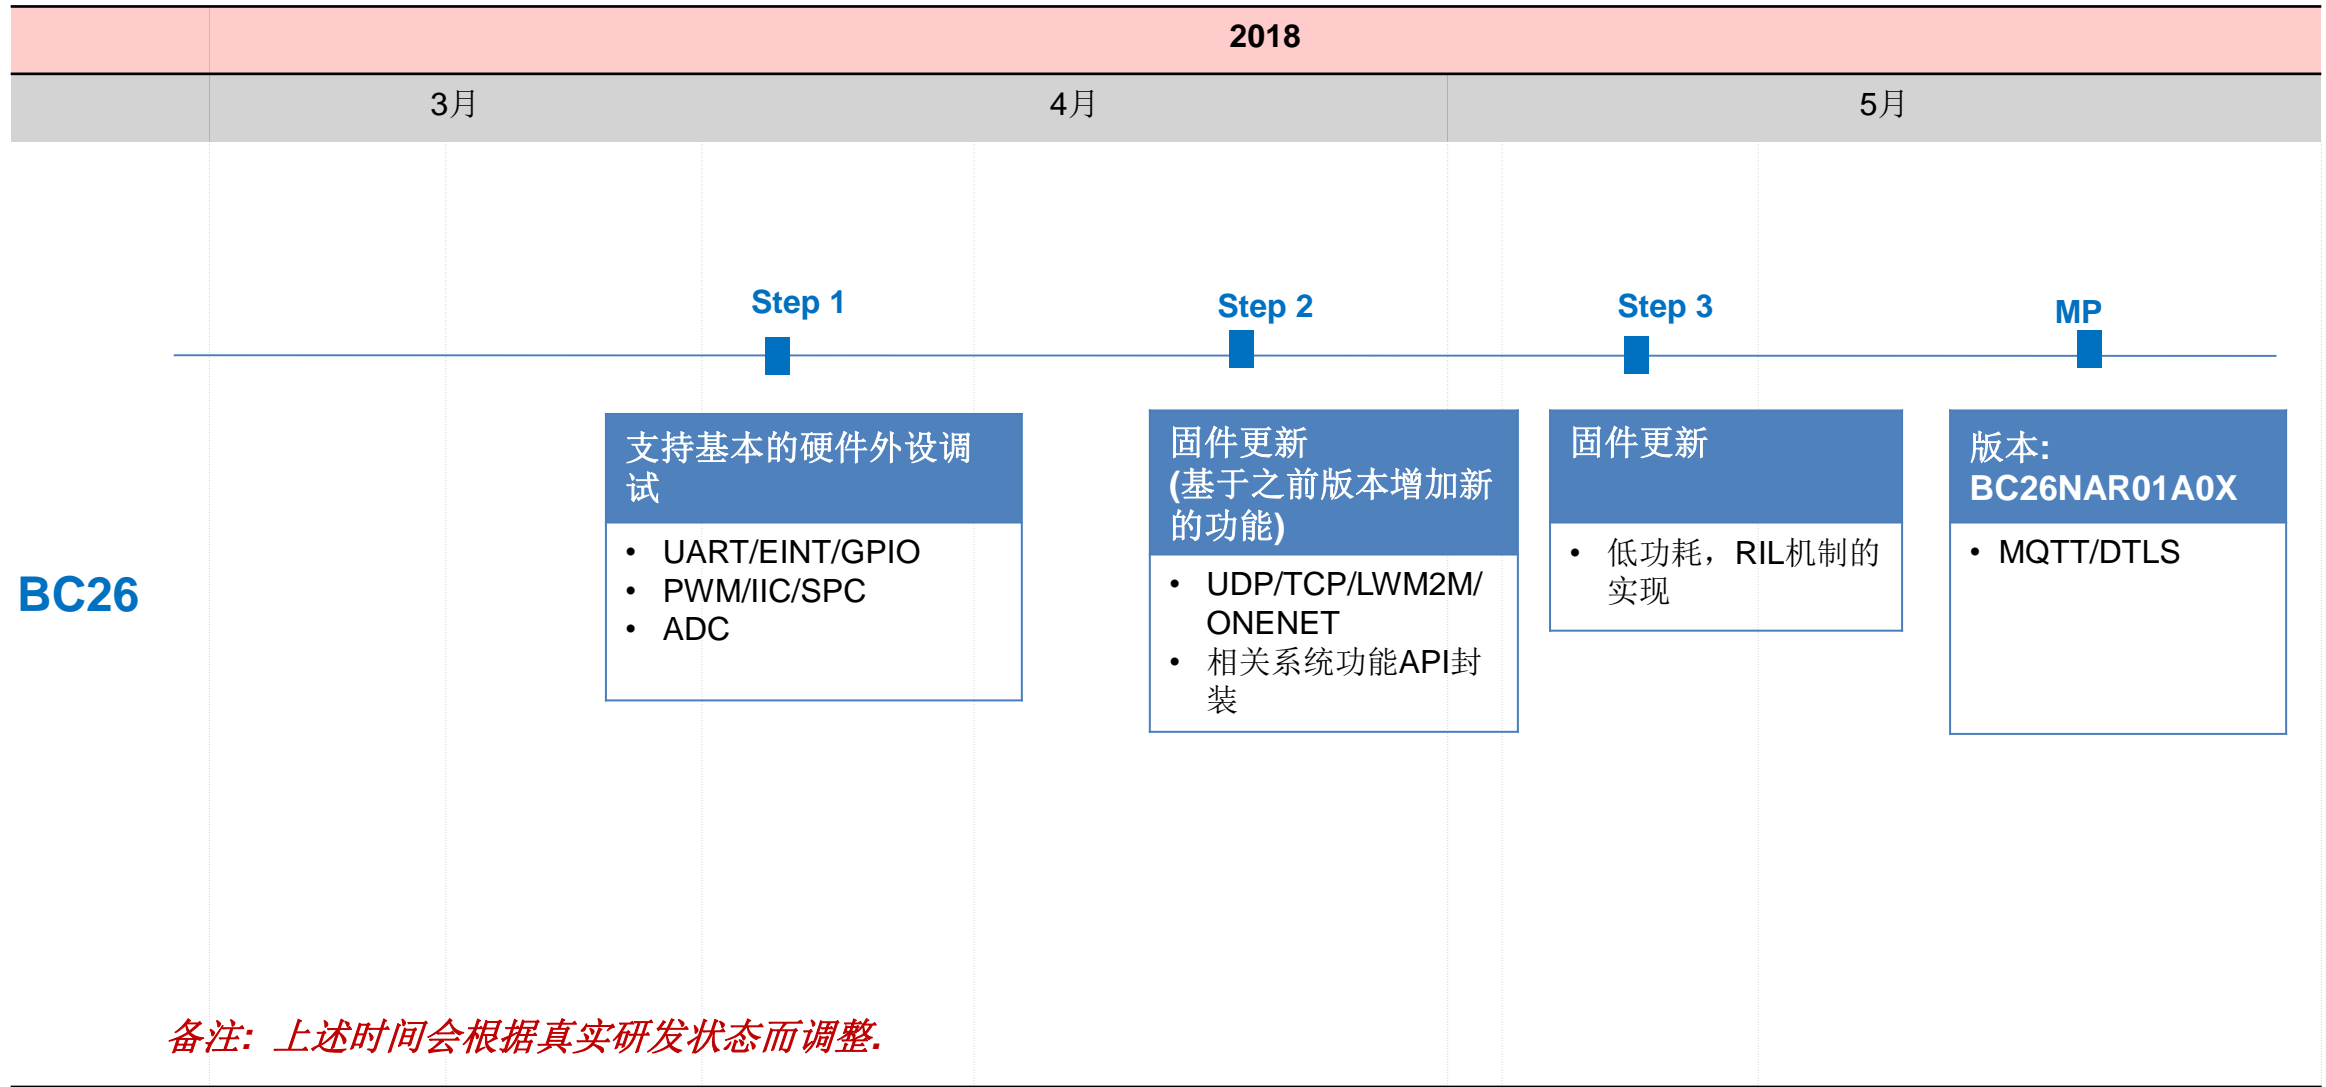 2018
3月
4月
5月
Step 1
Step 2
Step 3
MP
BC26
支持基本的硬件外设调
试
• UART/EINT/GPIO
• PWM/IIC/SPC
• ADC
固件更新
(基于之前版本增加新
的功能)
• UDP/TCP/LWM2M/
ONENET
• 相关系统功能API封
装
固件更新
• 低功耗，RIL机制的
实现
版本:
BC26NAR01A0X
• MQTT/DTLS
备注: 上述时间会根据真实研发状态而调整.